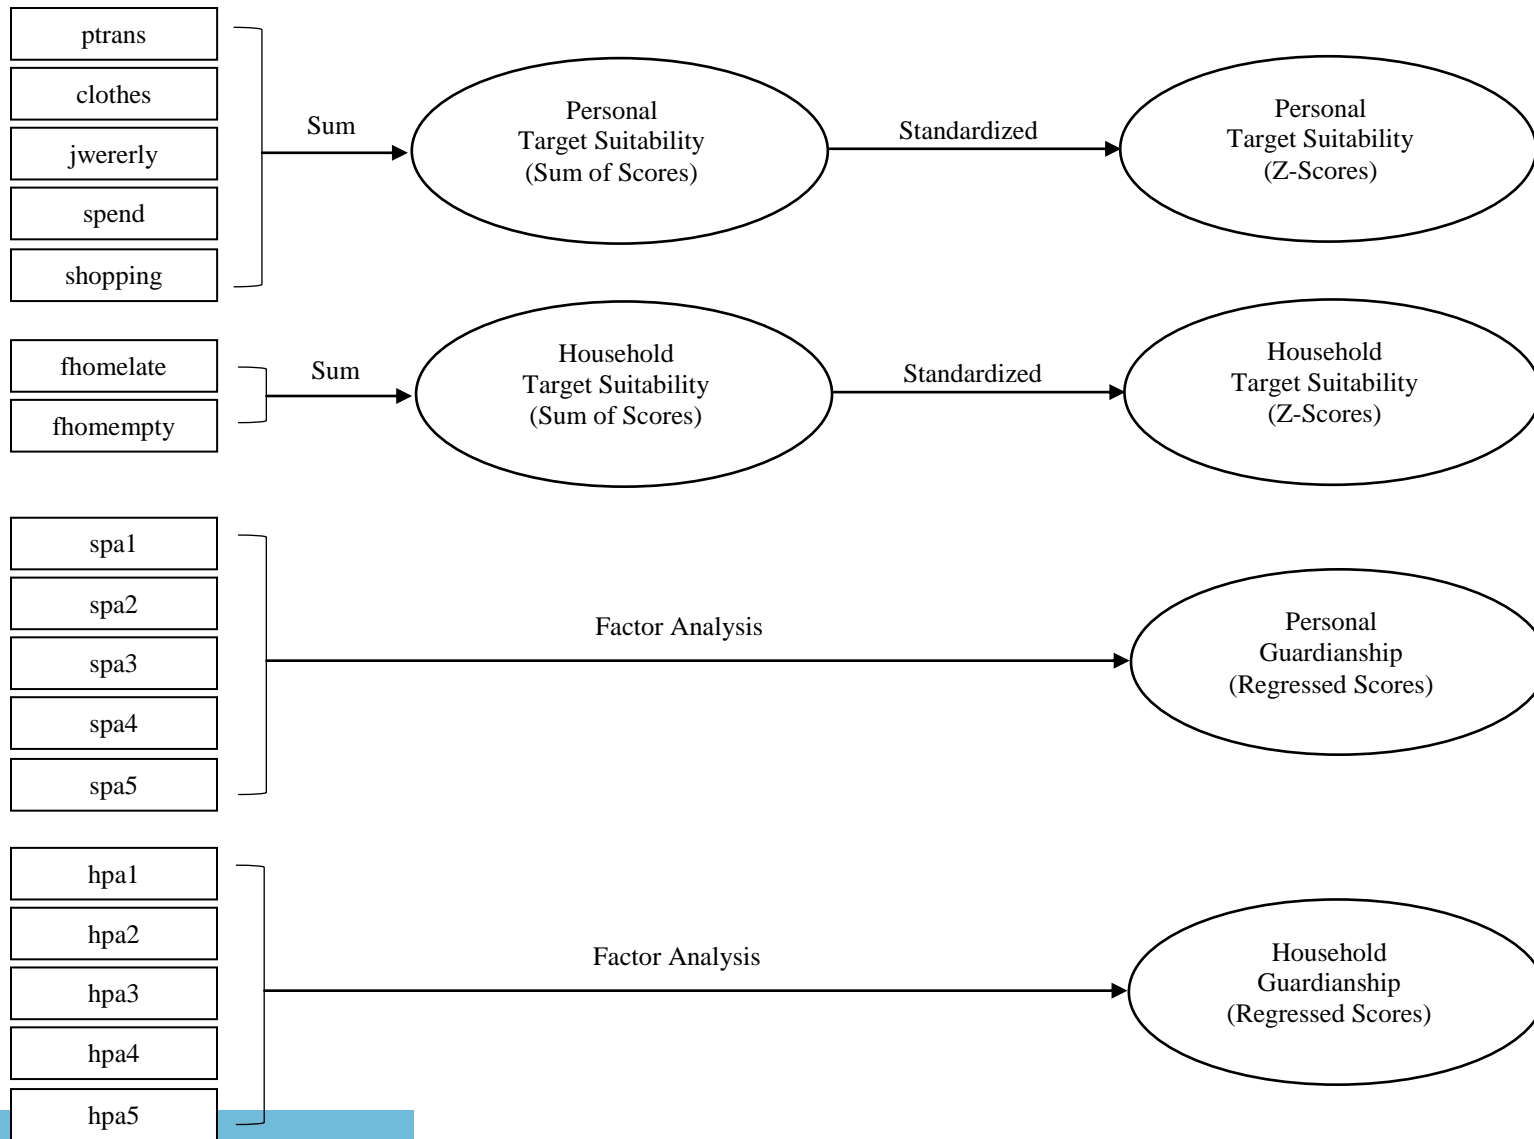 ptrans
clothes
jwererly
spend
shopping
Sum
Personal
Target Suitability
(Sum of Scores)
Standardized
Personal
Target Suitability
(Z-Scores)
fhomelate
fhomempty
Sum
Household
Target Suitability
(Sum of Scores)
Standardized
Household
Target Suitability
(Z-Scores)
spa1
spa2
spa3
spa4
spa5
Factor Analysis
Personal
Guardianship
(Regressed Scores)
hpa1
hpa2
hpa3
hpa4
hpa5
Factor Analysis
Household
Guardianship
(Regressed Scores)